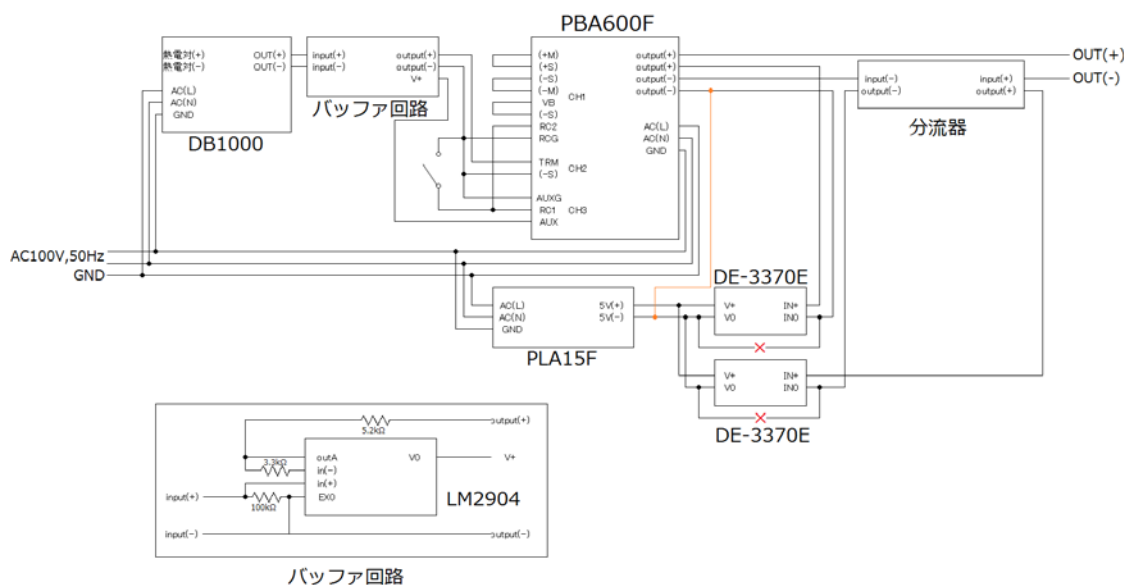 PBA600F
熱電対(+)
熱電対(-)
AC(L)
AC(N)
GND
OUT(+)
OUT(-)
DB1000
input(+)
input(-)
output(+)
output(-)
V+
バッファ回路
(+M)
(+S)
(-S)
(-M)
VB
(-S)
RC2
RCG
TRM
(-S)
AUXG
RC1
AUX
CH1
CH2
CH3
output(+)
output(+)
output(-)
output(-)
AC(L)
AC(N)
GND
input(-)
output(-)
input(+)
output(+)
分流器
OUT(+)
OUT(-)
AC100V,50Hz
GND
AC(L)
AC(N)
GND
5V(+)
5V(-)
PLA15F
DE-3370E
V+
V0
IN+
IN0
V+
V0
IN+
IN0
DE-3370E
5.2kΩ
output(+)
outA
in(-)
in(+)
EX0
V0
V+
3.3kΩ
LM2904
input(+)
100kΩ
input(-)
output(-)
バッファ回路